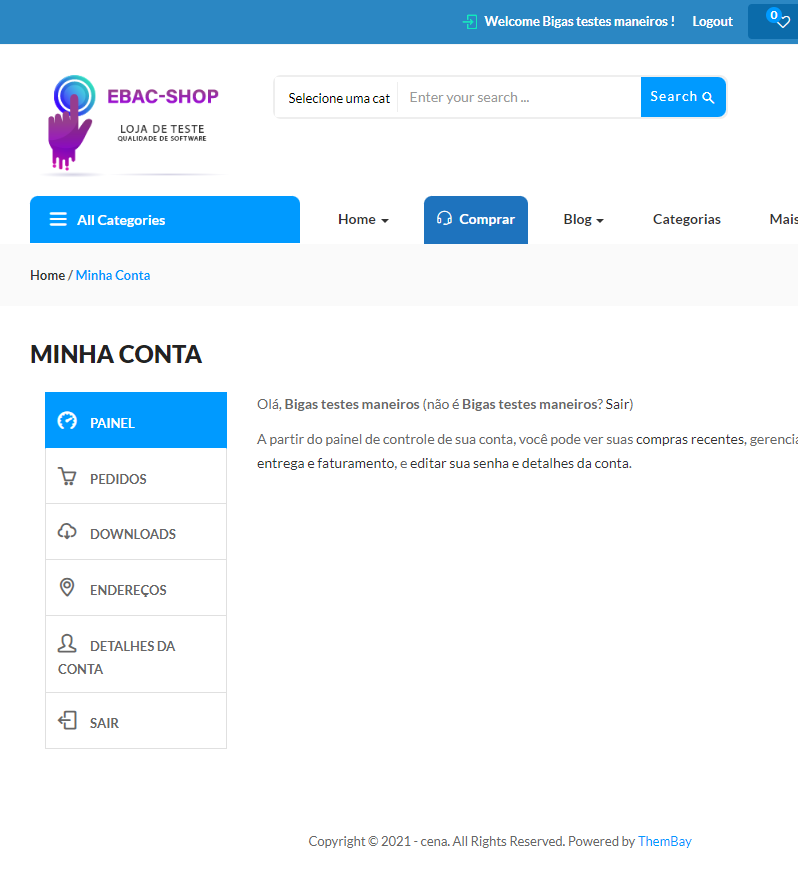 Welcome Bigas testes maneiros ! Logout 0
EBAC-SHOP
LOJA DE TESTE
QUALIDADE DE SOFTWARE
Selecione uma cat Enter your search ... Search
All Categories Home Comprar Blog Categorias Mais
Home / Minha Conta
MINHA CONTA
PAINEL
PEDIDOS
DOWNLOADS
ENDEREÇOS
DETALHES DA
CONTA
SAIR
Olá, Bigas testes maneiros (não é Bigas testes maneiros? Sair)
A partir do painel de controle de sua conta, você pode ver suas compras recentes, gerencia
entrega e faturamento, e editar sua senha e detalhes da conta.
Copyright © 2021 - cena. All Rights Reserved. Powered by ThemBay